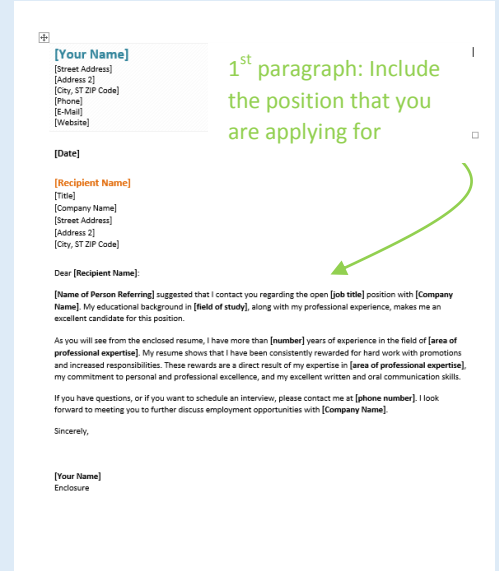 [Your Name]
[Street Address]
[Address 2]
[City, ST ZIP Code]
[Phone]
[E-Mail]
[Website]
1st paragraph: Include
the position that you
are applying for
[Date]
[Recipient Name]
[Title]
[Company Name]
[Street Address]
[Address 2]
[City, ST ZIP Code]
Dear [Recipient Name]:
[Name of Person Referring] suggested that I contact you regarding the open [job title] position with [Company
Name]. My educational background in [field of study], along with my professional experience, makes me an
excellent candidate for this position.
As you will see from the enclosed resume, I have more than [number] years of experience in the field of [area of
professional expertise]. My resume shows that I have been consistently rewarded for hard work with promotions
and increased responsibilities. These rewards are a direct result of my expertise in [area of professional expertise],
my commitment to personal and professional excellence, and my excellent written and oral communication skills.
If you have questions, or if you want to schedule an interview, please contact me at [phone number]. I look
forward to meeting you to further discuss employment opportunities with [Company Name].
Sincerely,
[Your Name]
Enclosure